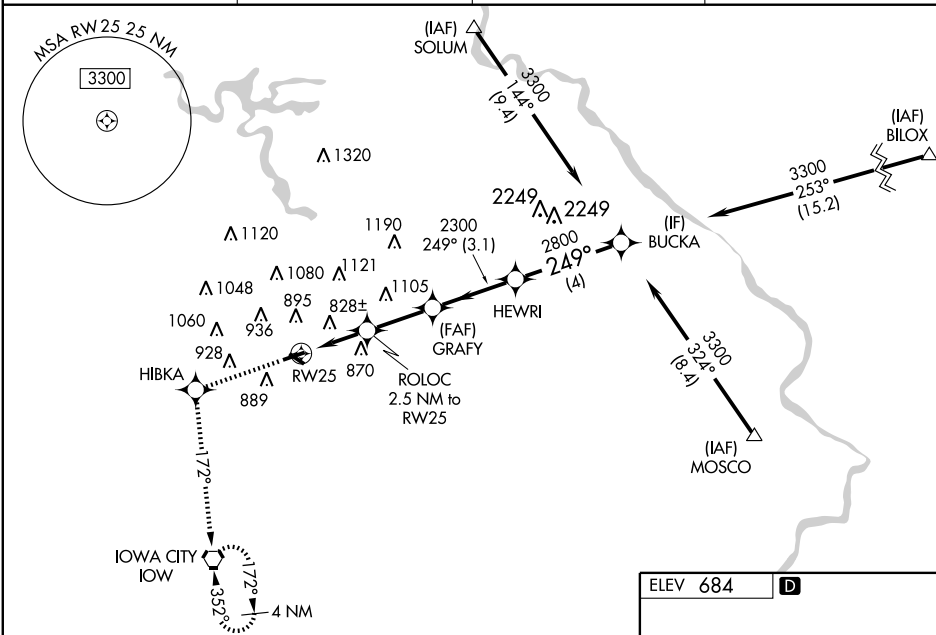 MSA RW25 25 NM
3300
(IAF)
SOLUM
3300
144°
(9.4)
(IAF)
BILOX
3300
253°
(15.2)
1320
2249
2249
1190
2300
249° (3.1)
2800
249°
(4)
(IF)
BUCKA
1120
1080
1121
1105
1048
895
828±
HEWRI
1060
936
(FAF)
GRAFY
928
HIBKA
RW25
870
889
ROLOC
2.5 NM to
RW25
3300
324°
(8.4)
(IAF)
MOSCO
172°
IOWA CITY
IOW
172°
352°
4 NM
ELEV 684
D